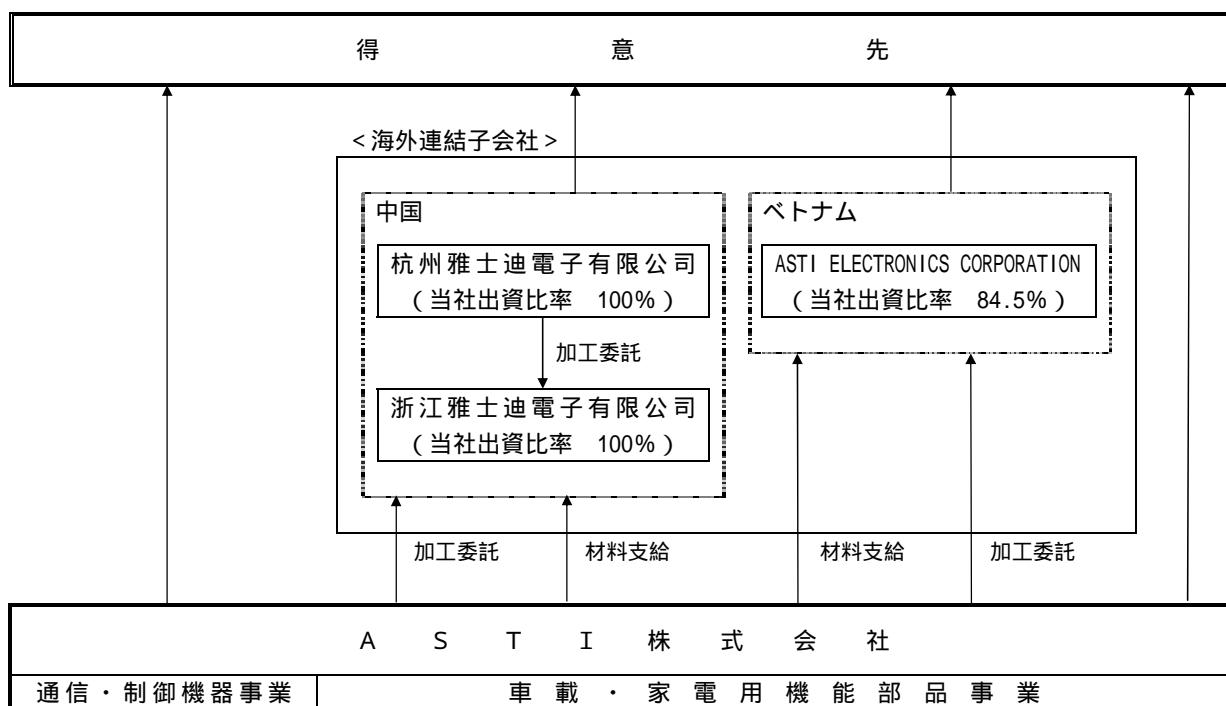 得意先
＜海外連結子会社＞
中国
ベトナム
杭州雅士迪電子有限公司
（当社出資比率　100%）
ASTI ELECTRONICS CORPORATION
（当社出資比率　84.5%）
加工委託
浙江雅士迪電子有限公司
（当社出資比率　100%）
加工委託
材料支給
材料支給
加工委託
ＡＳＴＩ株式会社
通信・制御機器事業
車載・家電用機能部品事業